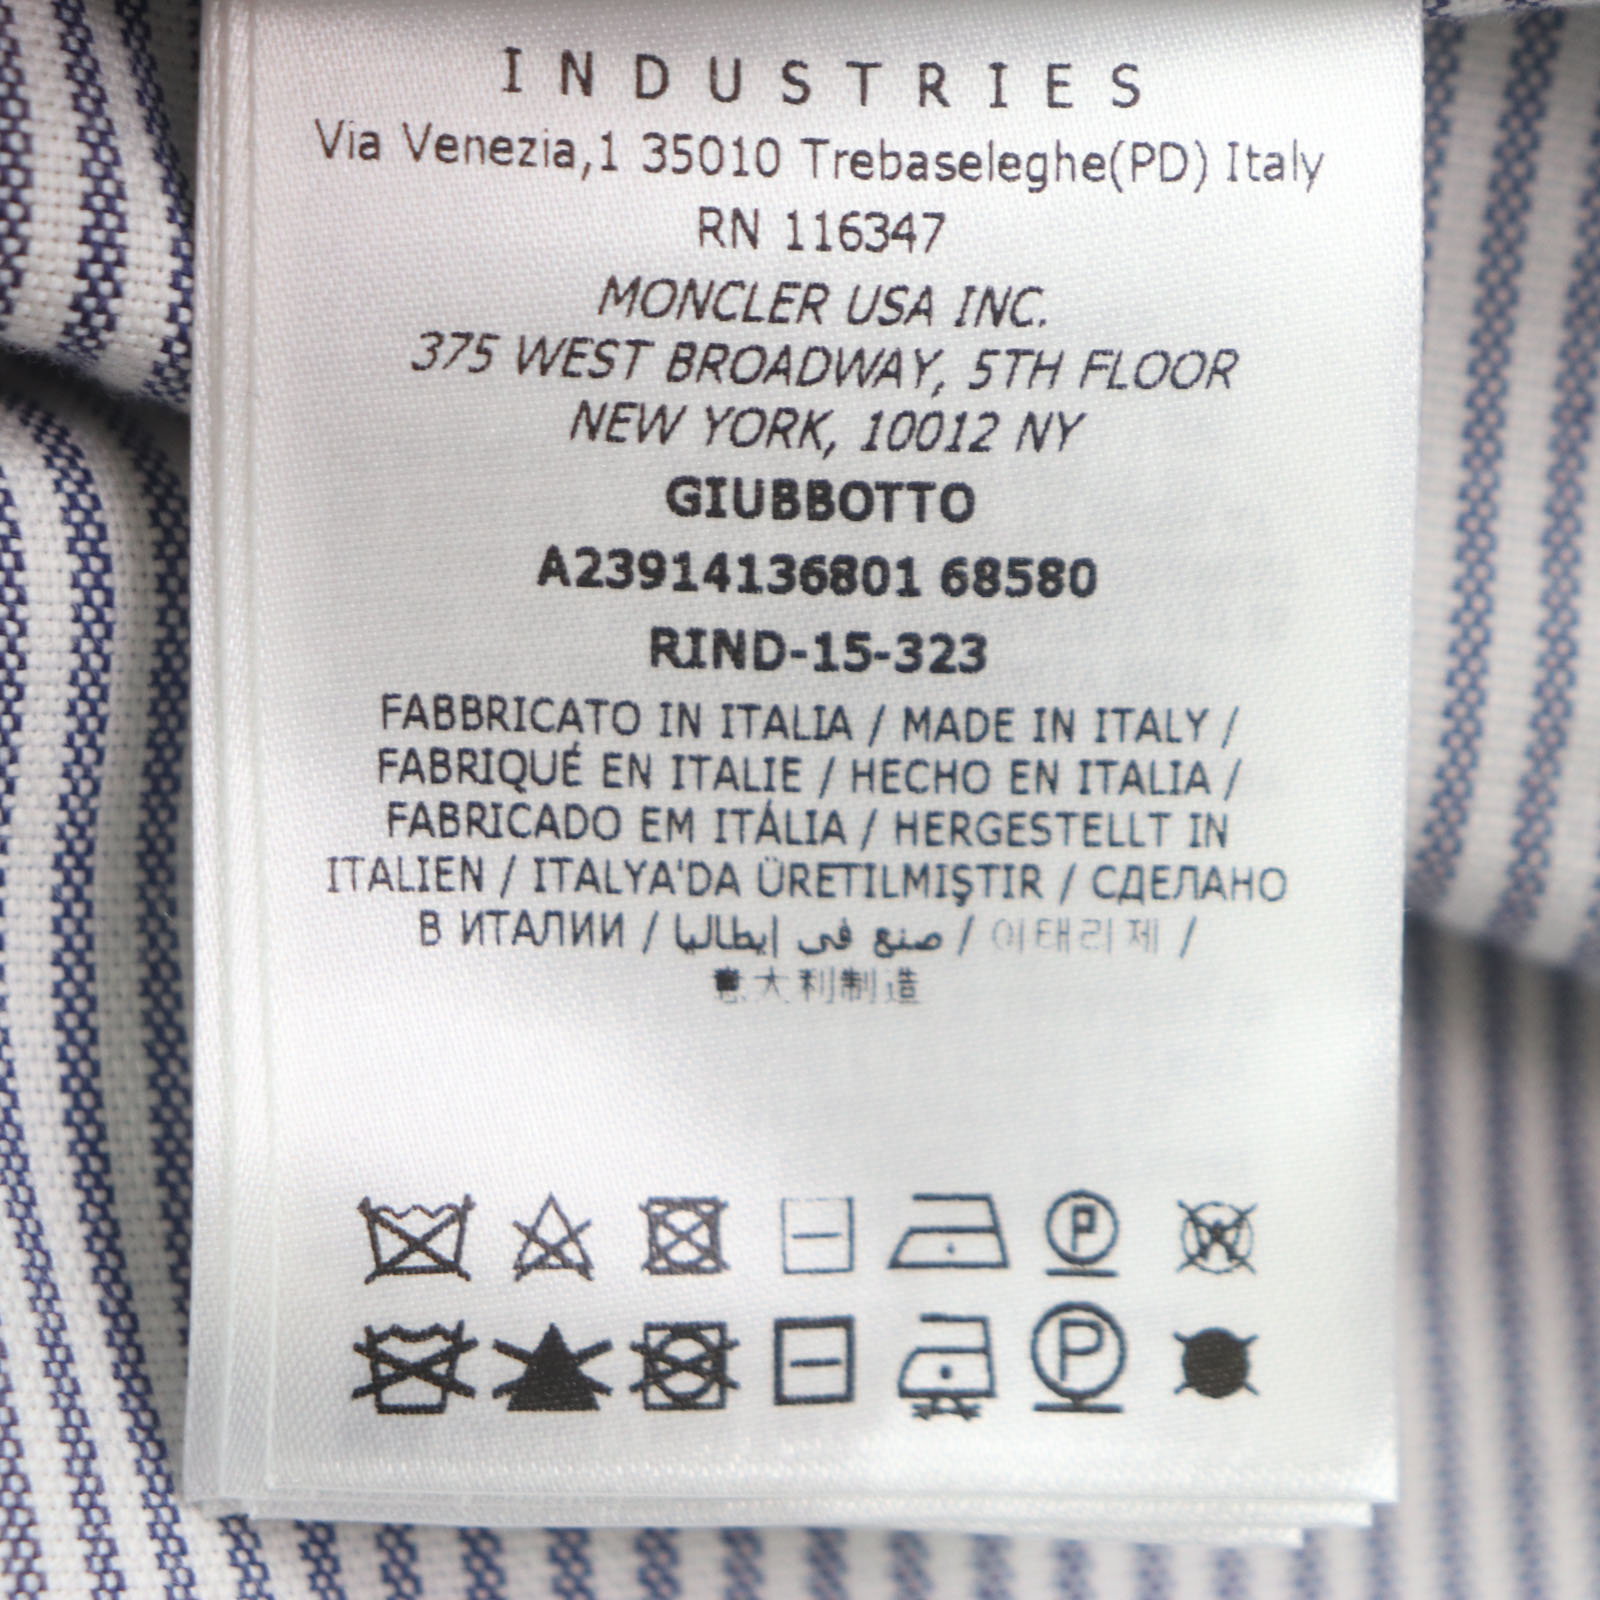 INDUSTRIES
Via Venezia,1 35010 Trebaseleghe(PD) Italy
RN 116347
MONCLER USA INC.
375 WEST BROADWAY, 5TH FLOOR
NEW YORK, 10012 NY
GIUBBOTTO
A23914136801 68580
RIND-15-323
FABBRICATO IN ITALIA / MADE IN ITALY /
FABRIQUÉ EN ITALIE / HECHO EN ITALIA /
FABRICADO EM ITÁLIA / HERGESTELLT IN
ITALIEN / ITALYA'DA ÜRETILMIŞTIR / СДЕЛАНО
В ИТАЛИИ / صنع في إيطاليا / 이태리제 /
意大利制造
P W
P